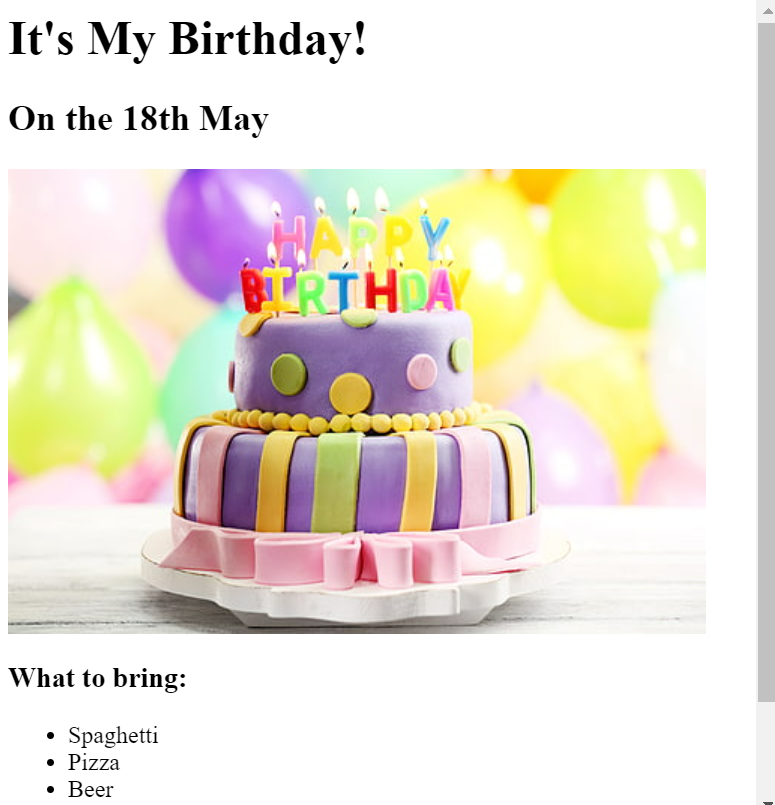 It's My Birthday!
On the 18th May
HAPPY
BIRTHDAY
What to bring:
Spaghetti
Pizza
Beer